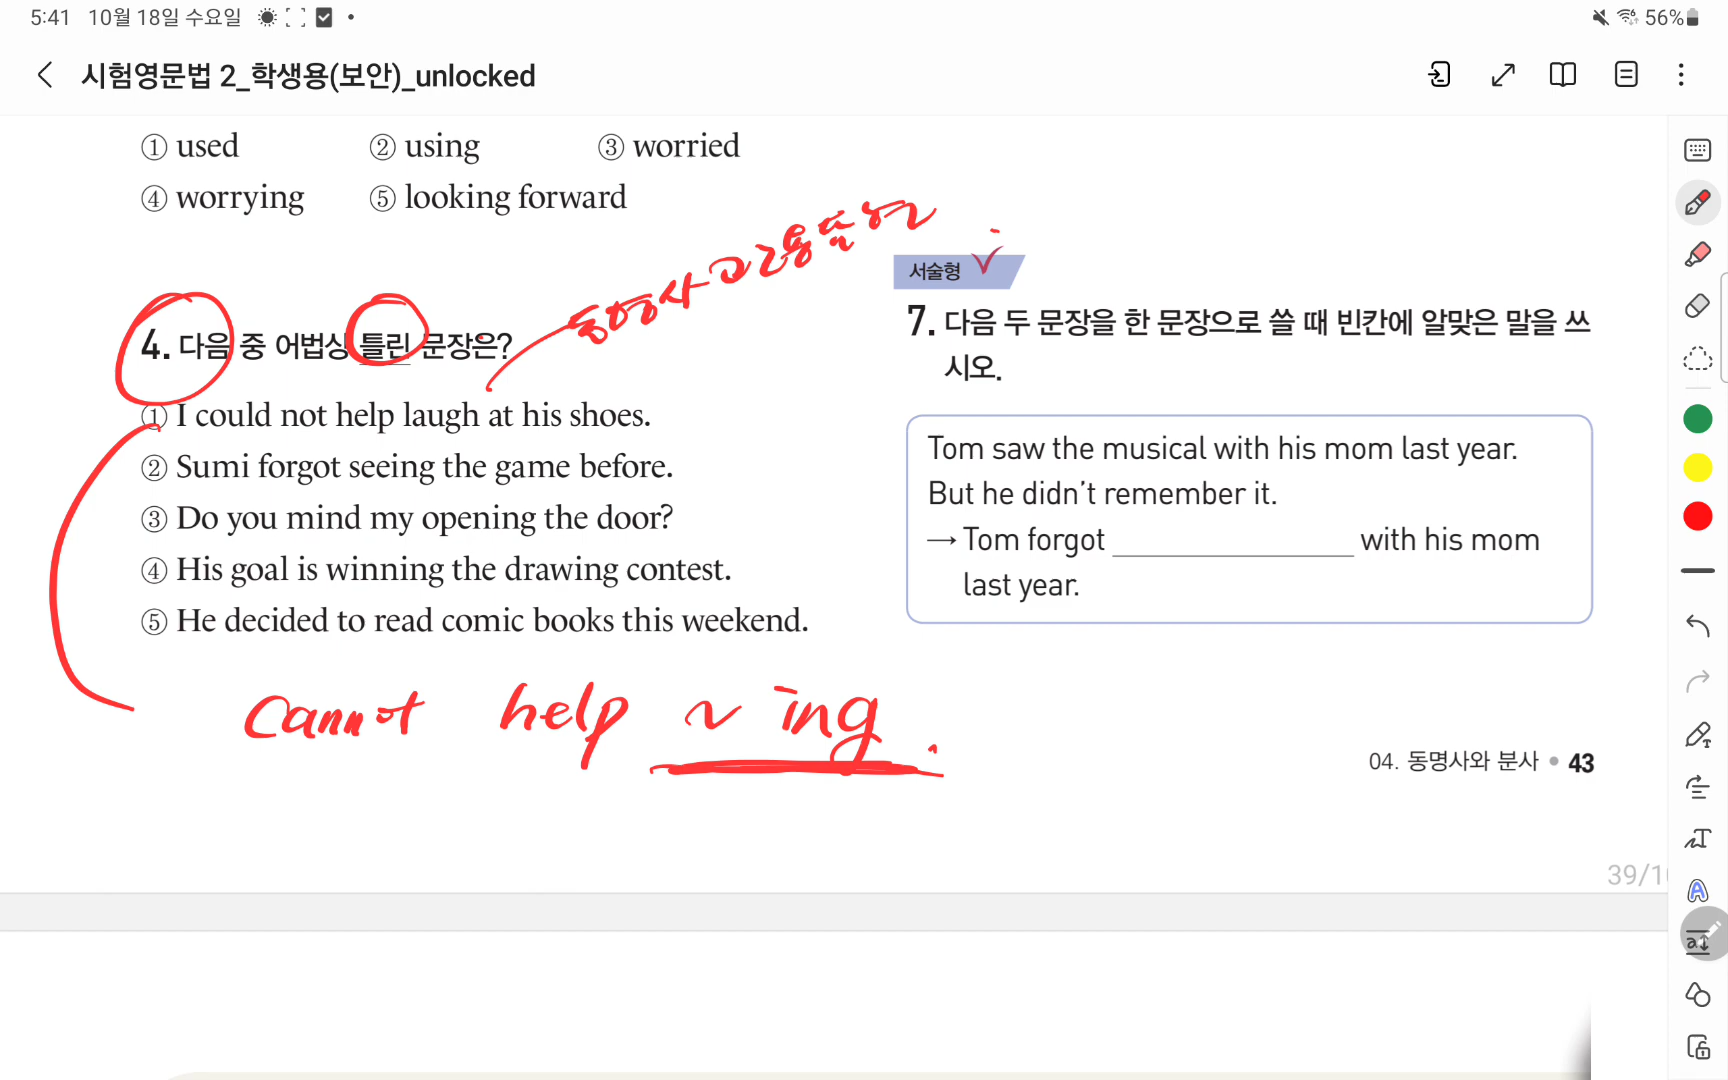 5:41 10월 18일 수요일
56%
시험영문법 2_학생용(보안)_unlocked
① used ② using ③ worried
④ worrying ⑤ looking forward
동명사 관용표현
4. 다음 중 어법상 틀린 문장은?
① I could not help laugh at his shoes.
② Sumi forgot seeing the game before.
③ Do you mind my opening the door?
④ His goal is winning the drawing contest.
⑤ He decided to read comic books this weekend.
cannot help ~ing
서술형
7. 다음 두 문장을 한 문장으로 쓸 때 빈칸에 알맞은 말을 쓰
시오.
Tom saw the musical with his mom last year.
But he didn't remember it.
→ Tom forgot ______________ with his mom
last year.
04. 동명사와 분사 • 43